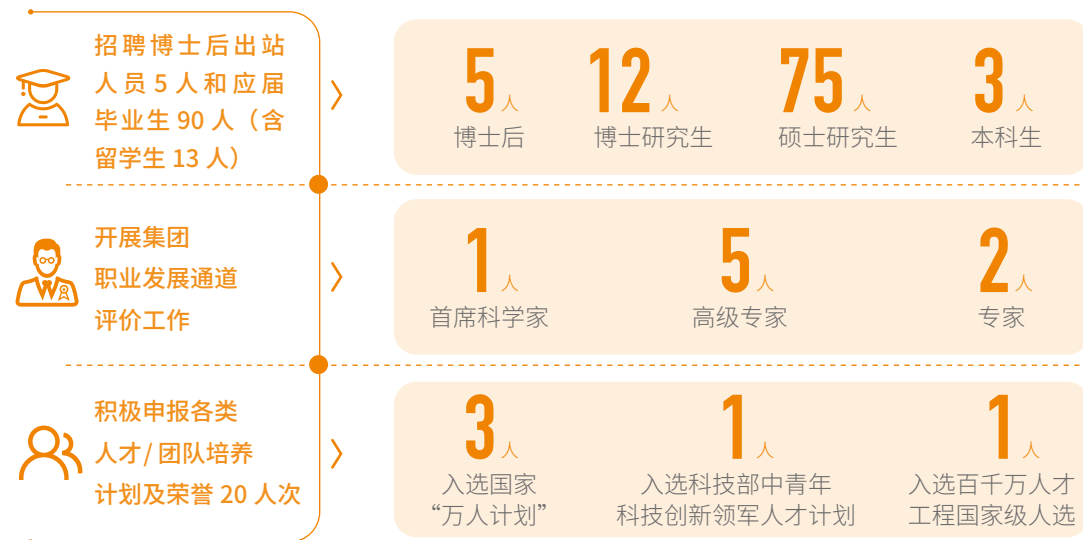 招聘博士后出站
人员 5 人和应届
毕业生 90 人（含
留学生 13 人）
5人
博士后
12人
博士研究生
75人
硕士研究生
3人
本科生
开展集团
职业发展通道
评价工作
1人
首席科学家
5人
高级专家
2人
专家
积极申报各类
人才/ 团队培养
计划及荣誉 20 人次
3人
入选国家
“万人计划”
1人
入选科技部中青年
科技创新领军人才计划
1人
入选百千万人才
工程国家级人选